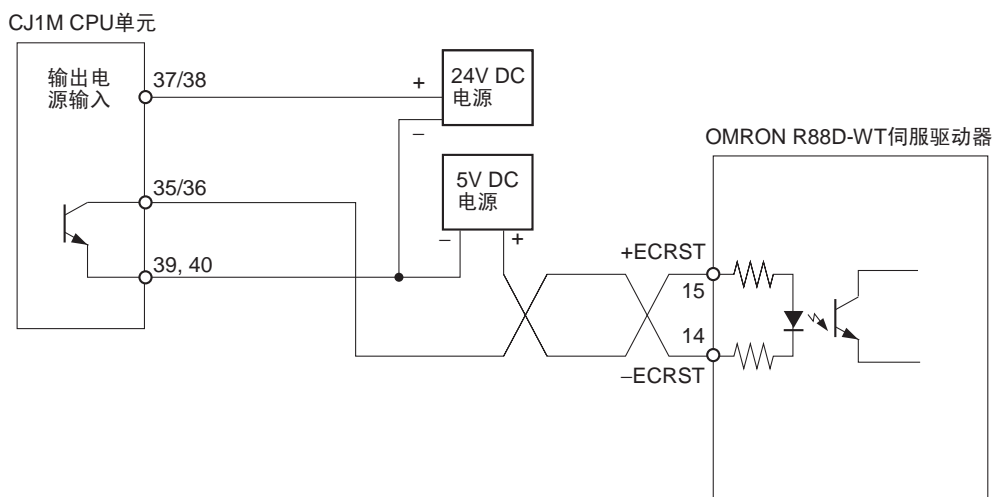 CJ1M CPU单元
输出电
源输入
37/38
+
24V DC
电源
–
OMRON R88D-WT伺服驱动器
35/36
5V DC
电源
–
+
39, 40
+ECRST
15
14
–ECRST